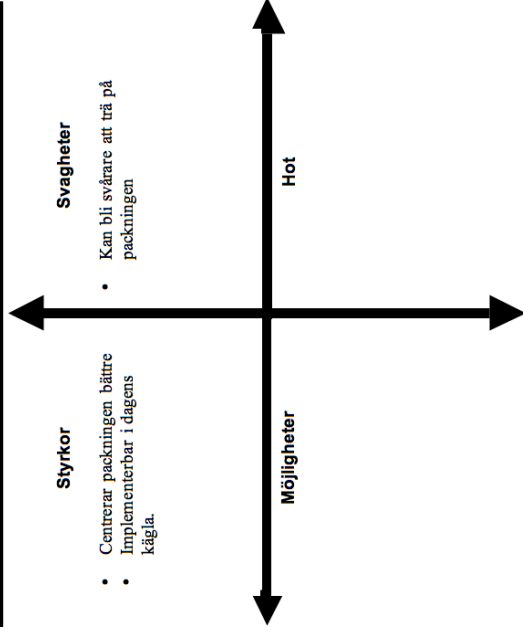 Styrkor
• Centrerar packningen bättre
• Implementerbar i dagens
kägla.
Svagheter
• Kan bli svårare att trä på
packningen
Möjligheter
Hot